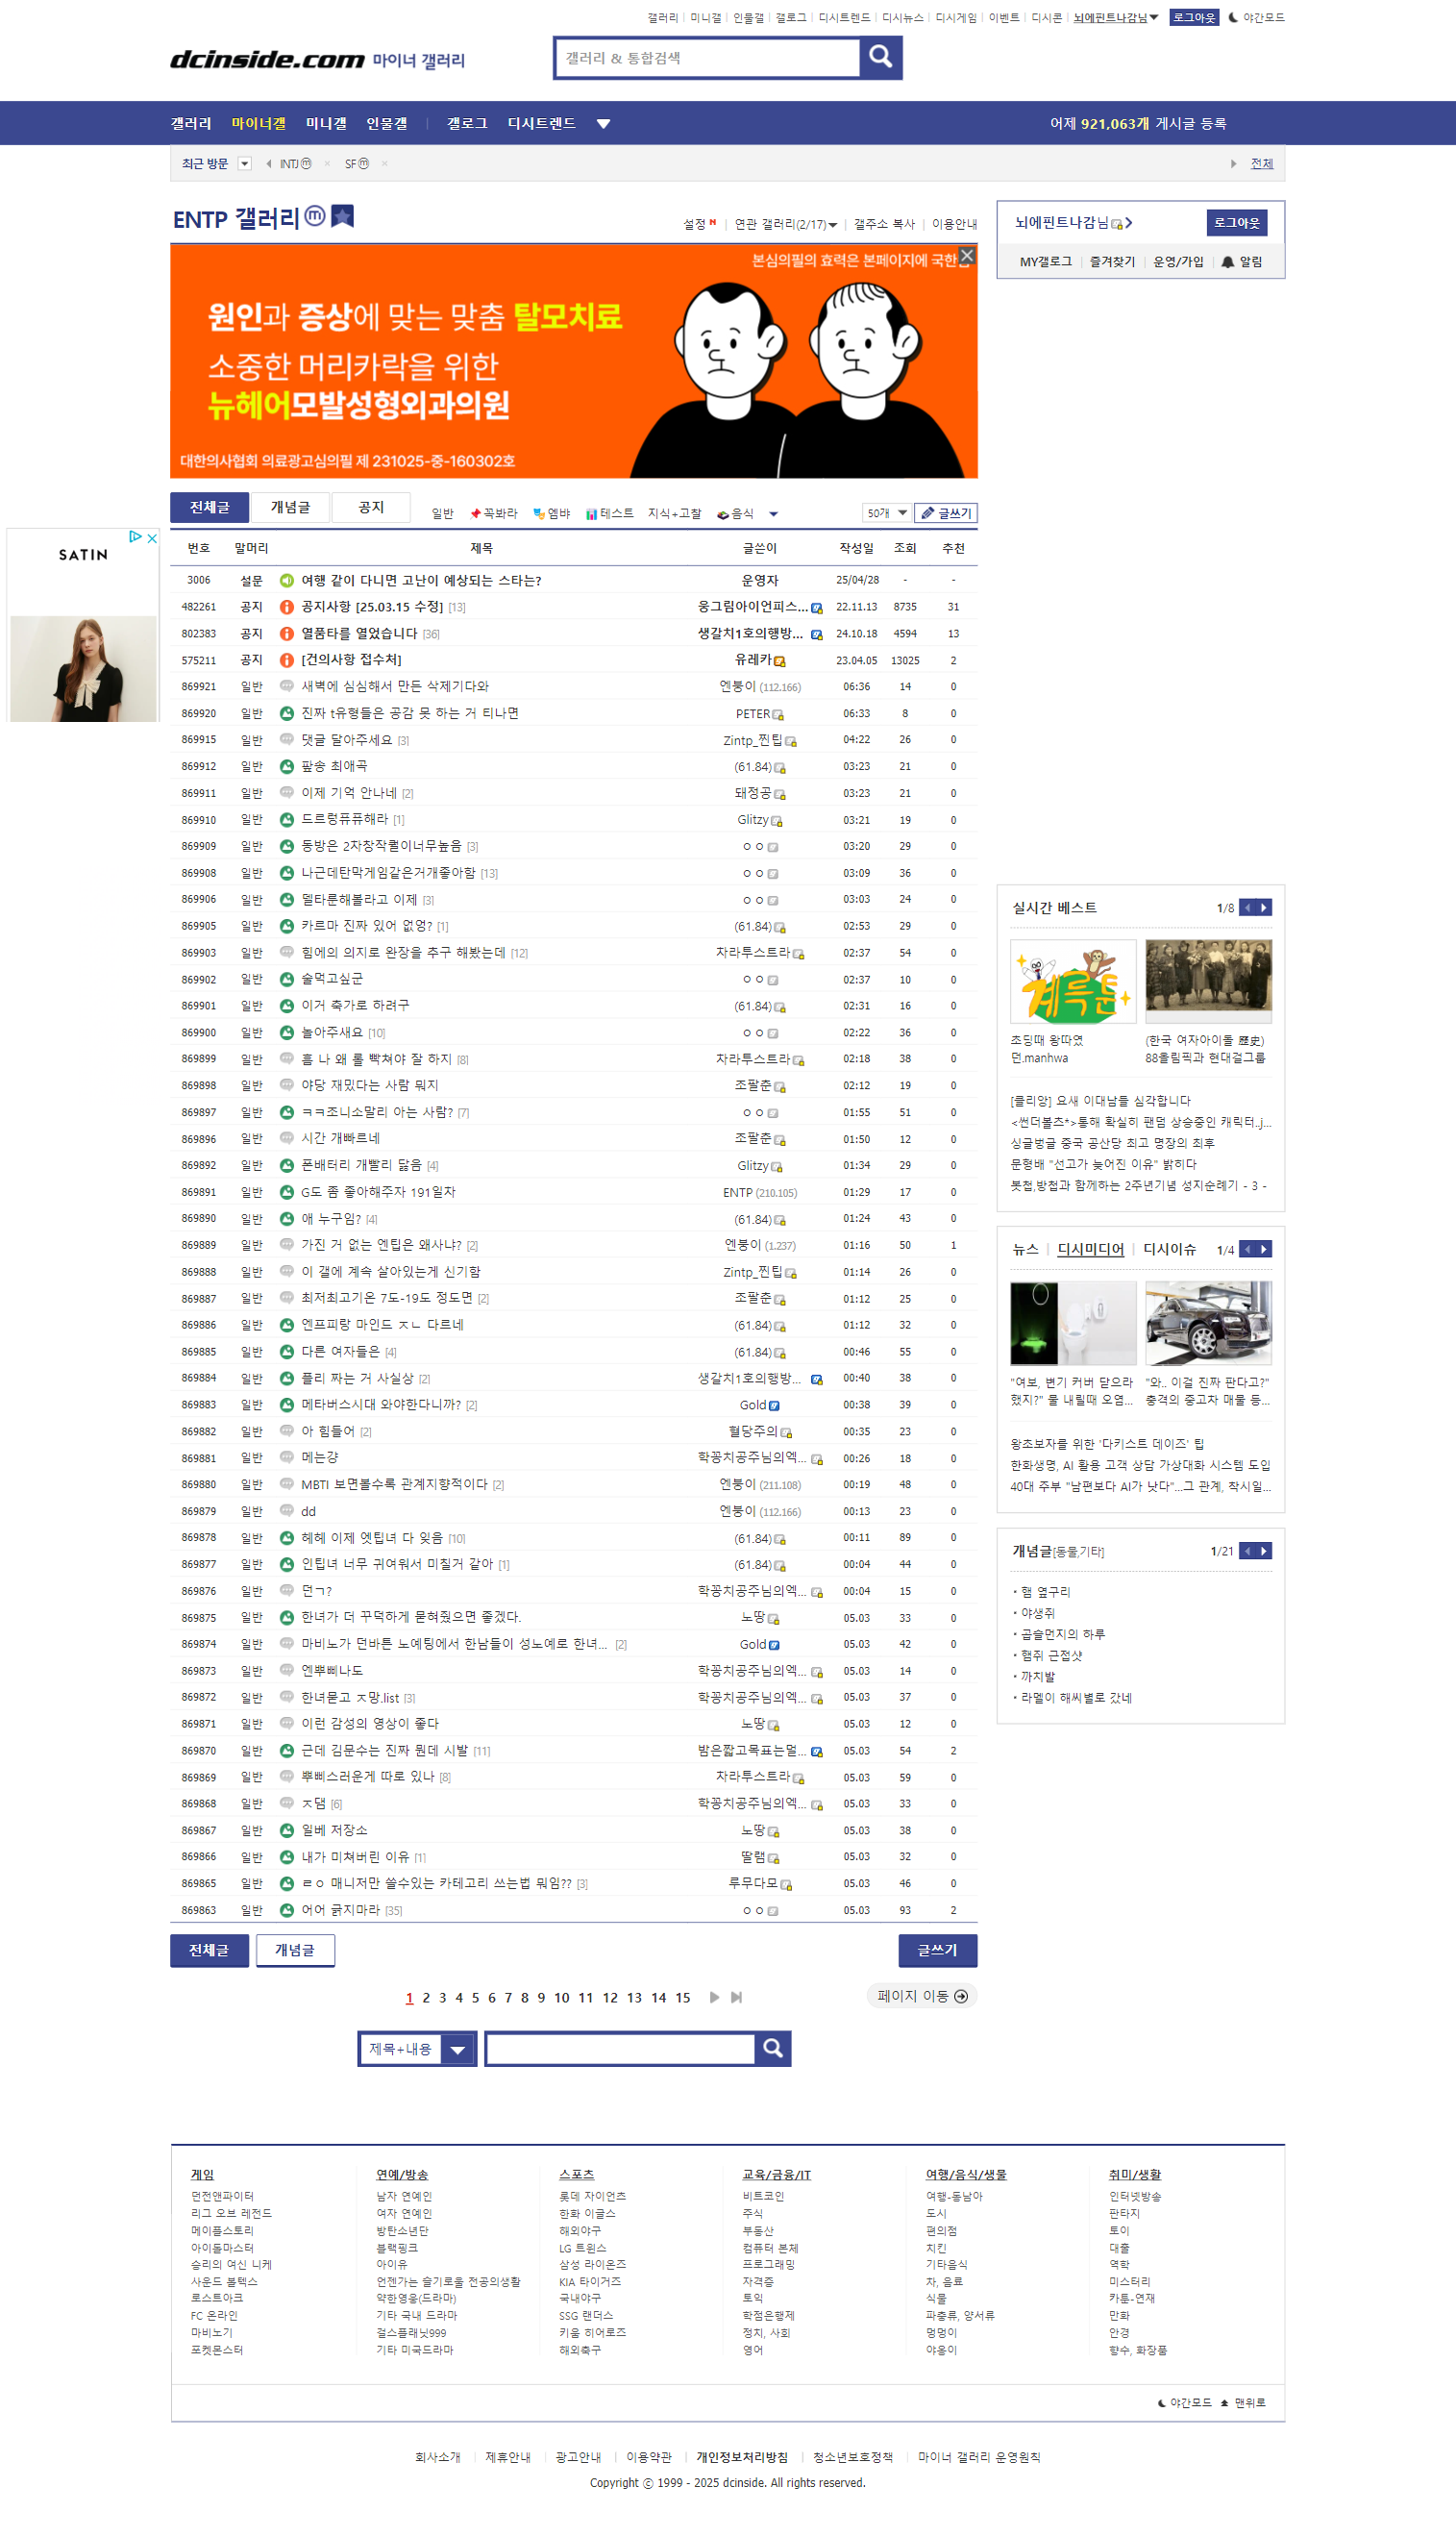 갤러리 | 미니갤 | 인물갤 | 갤로그 | 디시트렌드 | 디시뉴스 | 디시게임 | 이벤트 | 디시콘 | 뇌에핀트나감님 로그아웃 야간모드
dcinside.com 마이너 갤러리
갤러리 & 통합검색
갤러리 마이너갤 미니갤 인물갤 | 갤로그 디시트렌드
어제 921,063개 게시글 등록
최근 방문 INTJⓜ × SFⓜ × 전체
ENTP 갤러리ⓜ
설정 N | 연관 갤러리(2/17) | 갤주소 복사 | 이용안내
뇌에핀트나감님 로그아웃
MY갤로그 | 즐겨찾기 | 운영/가입 | 알림
본심의필의 효력은 본페이지에 국한
원인과 증상에 맞는 맞춤 탈모치료
소중한 머리카락을 위한
뉴헤어모발성형외과의원
대한의사협회 의료광고심의필 제 231025-중-160302호
SATIN
전체글 개념글 공지 일반 꼭봐라 엠뱌 테스트 지식+고찰 음식 50개 글쓰기
번호 말머리 제목 글쓴이 작성일 조회 추천
3006 설문 여행 같이 다니면 고난이 예상되는 스타는? 운영자 25/04/28 - -
482261 공지 공지사항 [25.03.15 수정] [13] 웅그림아이언피스... 22.11.13 8735 31
802383 공지 열품타를 열었습니다 [36] 생갈치1호의행방... 24.10.18 4594 13
575211 공지 [건의사항 접수처] 유레카 23.04.05 13025 2
869921 일반 새벽에 심심해서 만든 삭제기다와 엔붕이 (112.166) 06:36 14 0
869920 일반 진짜 t유형들은 공감 못 하는 거 티나면 PETER 06:33 8 0
869915 일반 댓글 달아주세요 [3] Zintp_찐팁 04:22 26 0
869912 일반 팦송 최애곡 (61.84) 03:23 21 0
869911 일반 이제 기억 안나네 [2] 돼정공 03:23 21 0
869910 일반 드르렁퓨퓨해라 [1] Glitzy 03:21 19 0
869909 일반 동방은 2차창작퀄이너무높음 [3] ㅇㅇ 03:20 29 0
869908 일반 나근데탄막게임같은거개좋아함 [13] ㅇㅇ 03:09 36 0
869906 일반 델타룬해볼라고 이제 [3] ㅇㅇ 03:03 24 0
869905 일반 카르마 진짜 있어 없엉? [1] (61.84) 02:53 29 0
869903 일반 힘에의 의지로 완장을 추구 해봤는데 [12] 차라투스트라 02:37 54 0
869902 일반 술먹고싶군 ㅇㅇ 02:37 10 0
869901 일반 이거 축가로 하려구 (61.84) 02:31 16 0
869900 일반 놀아주새요 [10] ㅇㅇ 02:22 36 0
869899 일반 흠 나 왜 롤 빡쳐야 잘 하지 [8] 차라투스트라 02:18 38 0
869898 일반 야당 재밌다는 사람 뭐지 조팔춘 02:12 19 0
869897 일반 ㅋㅋ조니소말리 아는 사람? [7] ㅇㅇ 01:55 51 0
869896 일반 시간 개빠르네 조팔춘 01:50 12 0
869892 일반 폰배터리 개빨리 닳음 [4] Glitzy 01:34 29 0
869891 일반 G도 좀 좋아해주자 191일자 ENTP (210.105) 01:29 17 0
869890 일반 얘 누구임? [4] (61.84) 01:24 43 0
869889 일반 가진 거 없는 엔팁은 왜사냐? [2] 엔붕이 (1.237) 01:16 50 1
869888 일반 이 갤에 계속 살아있는게 신기함 Zintp_찐팁 01:14 26 0
869887 일반 최저최고기온 7도-19도 정도면 [2] 조팔춘 01:12 25 0
869886 일반 엔프피랑 마인드 ㅈㄴ 다르네 (61.84) 01:12 32 0
869885 일반 다른 여자들은 [4] (61.84) 00:46 55 0
869884 일반 플리 짜는 거 사실상 [2] 생갈치1호의행방... 00:40 38 0
869883 일반 메타버스시대 와야한다니까? [2] Gold 00:38 39 0
869882 일반 아 힘들어 [2] 혈당주의 00:35 23 0
869881 일반 메는걍 학꽁치공주님의엑... 00:26 18 0
869880 일반 MBTI 보면볼수록 관계지향적이다 [2] 엔붕이 (211.108) 00:19 48 0
869879 일반 dd 엔붕이 (112.166) 00:13 23 0
869878 일반 헤헤 이제 엣팁녀 다 잊음 [10] (61.84) 00:11 89 0
869877 일반 인팁녀 너무 귀여워서 미칠거 같아 [1] (61.84) 00:04 44 0
869876 일반 던ㄱ? 학꽁치공주님의엑... 00:04 15 0
869875 일반 한녀가 더 꾸덕하게 묻혀줬으면 좋겠다. 노땅 05.03 33 0
869874 일반 마비노가 던바튼 노예팅에서 한남들이 성노예로 한녀... [2] Gold 05.03 42 0
869873 일반 엔뿌삐나도 학꽁치공주님의엑... 05.03 14 0
869872 일반 한녀묻고 ㅈ망.list [3] 학꽁치공주님의엑... 05.03 37 0
869871 일반 이런 감성의 영상이 좋다 노땅 05.03 12 0
869870 일반 근데 김문수는 진짜 뭔데 시발 [11] 밤은짧고목표는멀... 05.03 54 2
869869 일반 뿌삐스러운게 따로 있나 [8] 차라투스트라 05.03 59 0
869868 일반 ㅈ댐 [6] 학꽁치공주님의엑... 05.03 33 0
869867 일반 일베 저장소 노땅 05.03 38 0
869866 일반 내가 미쳐버린 이유 [1] 딸램 05.03 32 0
869865 일반 ㄹㅇ 매니저만 쓸수있는 카테고리 쓰는법 뭐임?? [3] 루무다모 05.03 46 0
869863 일반 어어 긁지마라 [35] ㅇㅇ 05.03 93 2
실시간 베스트 1/8
초딩때 왕따였던.manhwa
(한국 여자아이돌 歷史) 88올림픽과 현대걸그룹
[클리앙] 요새 이대남들 심각합니다
<썬더볼츠*>통해 확실히 팬덤 상승중인 캐릭터..j...
싱글벙글 중국 공산당 최고 명장의 최후
문형배 "선고가 늦어진 이유" 밝히다
봇첩,방첩과 함께하는 2주년기념 성지순례기 - 3 -
뉴스 | 디시미디어 | 디시이슈 1/4
"여보, 변기 커버 닫으라 했지?" 물 내릴때 오염...
"와.. 이걸 진짜 판다고?" 충격의 중고차 매물 등...
왕초보자를 위한 '다키스트 데이즈' 팁
한화생명, AI 활용 고객 상담 가상대화 시스템 도입
40대 주부 "남편보다 AI가 낫다"...그 관계, 착시일...
개념글[동물,기타] 1/21
· 햄 옆구리
· 야생쥐
· 곱슬먼지의 하루
· 햄쥐 근접샷
· 까치발
· 라멜이 해씨별로 갔네
전체글 개념글 글쓰기
1 2 3 4 5 6 7 8 9 10 11 12 13 14 15
페이지 이동
제목+내용
게임 연예/방송 스포츠 교육/금융/IT 여행/음식/생물 취미/생활
던전앤파이터 남자 연예인 롯데 자이언츠 비트코인 여행-동남아 인터넷방송
리그 오브 레전드 여자 연예인 한화 이글스 주식 도시 판타지
메이플스토리 방탄소년단 해외야구 부동산 편의점 토이
아이돌마스터 블랙핑크 LG 트윈스 컴퓨터 본체 치킨 대출
승리의 여신 니케 아이유 삼성 라이온즈 프로그래밍 기타음식 역학
사운드 볼텍스 언젠가는 슬기로울 전공의생활 KIA 타이거즈 자격증 차, 음료 미스터리
로스트아크 약한영웅(드라마) 국내야구 토익 식물 카툰-연재
FC 온라인 기타 국내 드라마 SSG 랜더스 학점은행제 파충류, 양서류 만화
마비노기 걸스플래닛999 키움 히어로즈 정치, 사회 멍멍이 안경
포켓몬스터 기타 미국드라마 해외축구 영어 야옹이 향수, 화장품
야간모드 맨위로
회사소개 | 제휴안내 | 광고안내 | 이용약관 | 개인정보처리방침 | 청소년보호정책 | 마이너 갤러리 운영원칙
Copyright ⓒ 1999 - 2025 dcinside. All rights reserved.